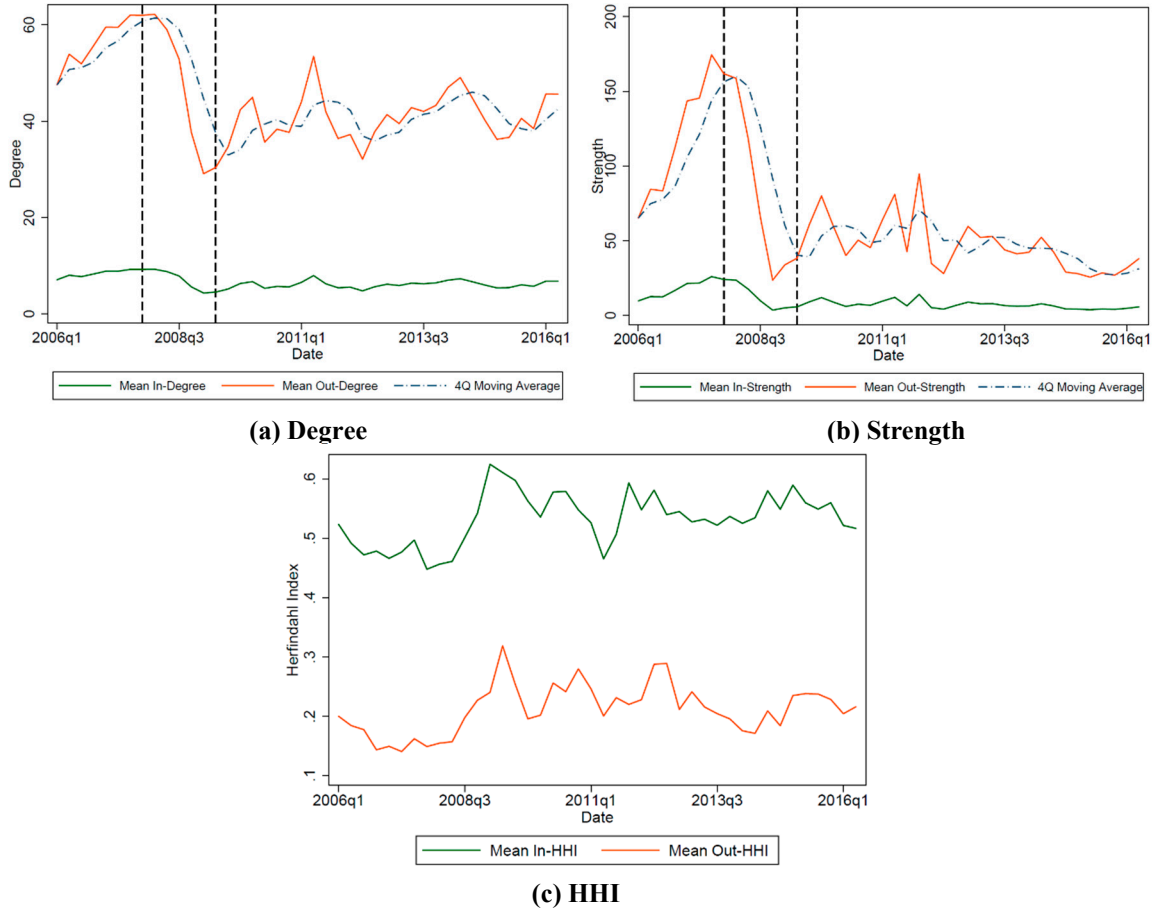 60
40
20
0
Degree
2006q1 2008q3 2011q1 2013q3 2016q1
Date
Mean In-Degree Mean Out-Degree 4Q Moving Average
(a) Degree
200
150
100
50
0
Strength
2006q1 2008q3 2011q1 2013q3 2016q1
Date
Mean In-Strength Mean Out-Strength 4Q Moving Average
(b) Strength
.6
.5
.4
.3
.2
.1
Herfindahl Index
2006q1 2008q3 2011q1 2013q3 2016q1
Date
Mean In-HHI Mean Out-HHI
(c) HHI